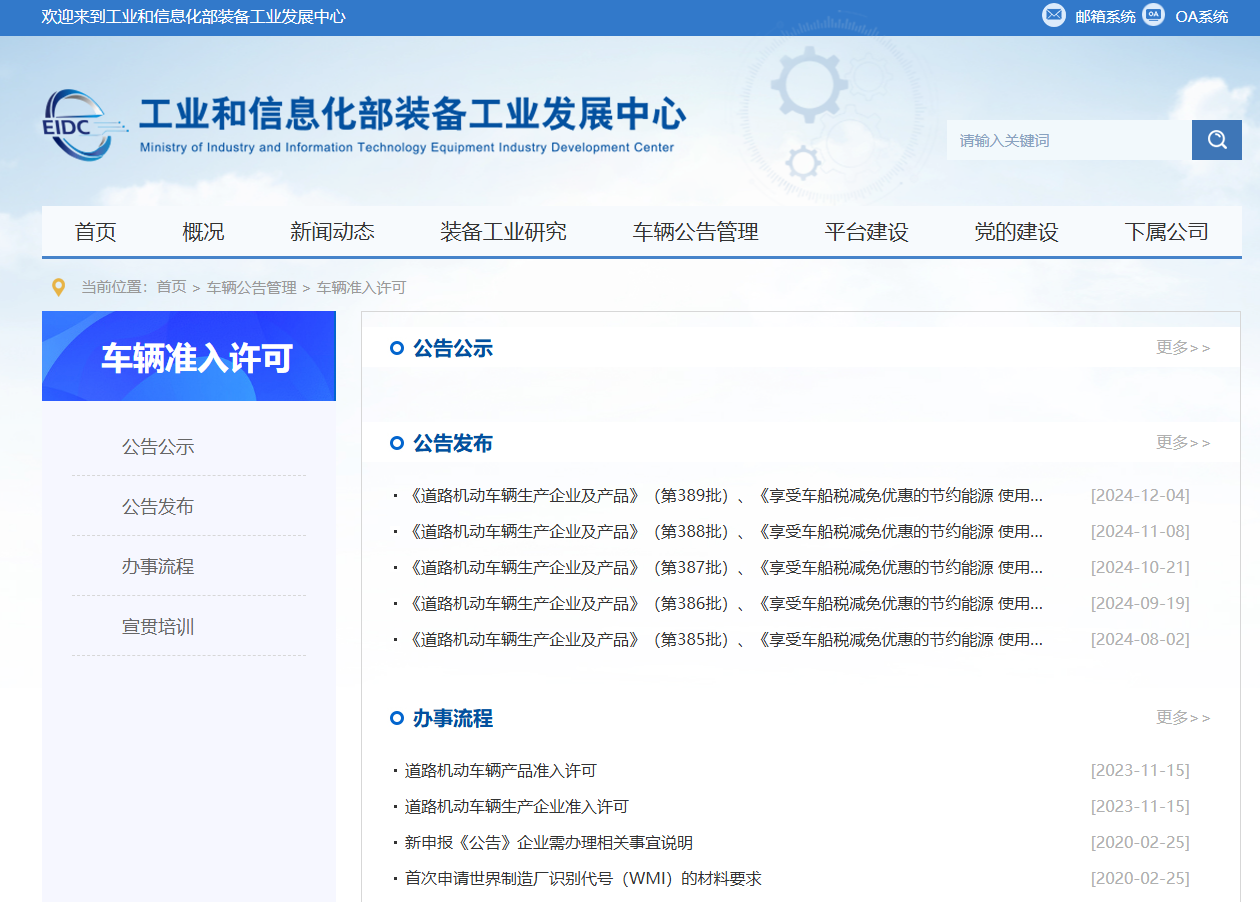 欢迎来到工业和信息化部装备工业发展中心
邮箱系统 OA OA系统
EIDC
工业和信息化部装备工业发展中心
Ministry of Industry and Information Technology Equipment Industry Development Center
请输入关键词
首页 概况 新闻动态 装备工业研究 车辆公告管理 平台建设 党的建设 下属公司
当前位置：首页 > 车辆公告管理 > 车辆准入许可
车辆准入许可
公告公示
公告发布
办事流程
宣贯培训
公告公示 更多>>
公告发布 更多>>
· 《道路机动车辆生产企业及产品》（第389批）、《享受车船税减免优惠的节约能源 使用... [2024-12-04]
· 《道路机动车辆生产企业及产品》（第388批）、《享受车船税减免优惠的节约能源 使用... [2024-11-08]
· 《道路机动车辆生产企业及产品》（第387批）、《享受车船税减免优惠的节约能源 使用... [2024-10-21]
· 《道路机动车辆生产企业及产品》（第386批）、《享受车船税减免优惠的节约能源 使用... [2024-09-19]
· 《道路机动车辆生产企业及产品》（第385批）、《享受车船税减免优惠的节约能源 使用... [2024-08-02]
办事流程 更多>>
· 道路机动车辆产品准入许可 [2023-11-15]
· 道路机动车辆生产企业准入许可 [2023-11-15]
· 新申报《公告》企业需办理相关事宜说明 [2020-02-25]
· 首次申请世界制造厂识别代号（WMI）的材料要求 [2020-02-25]